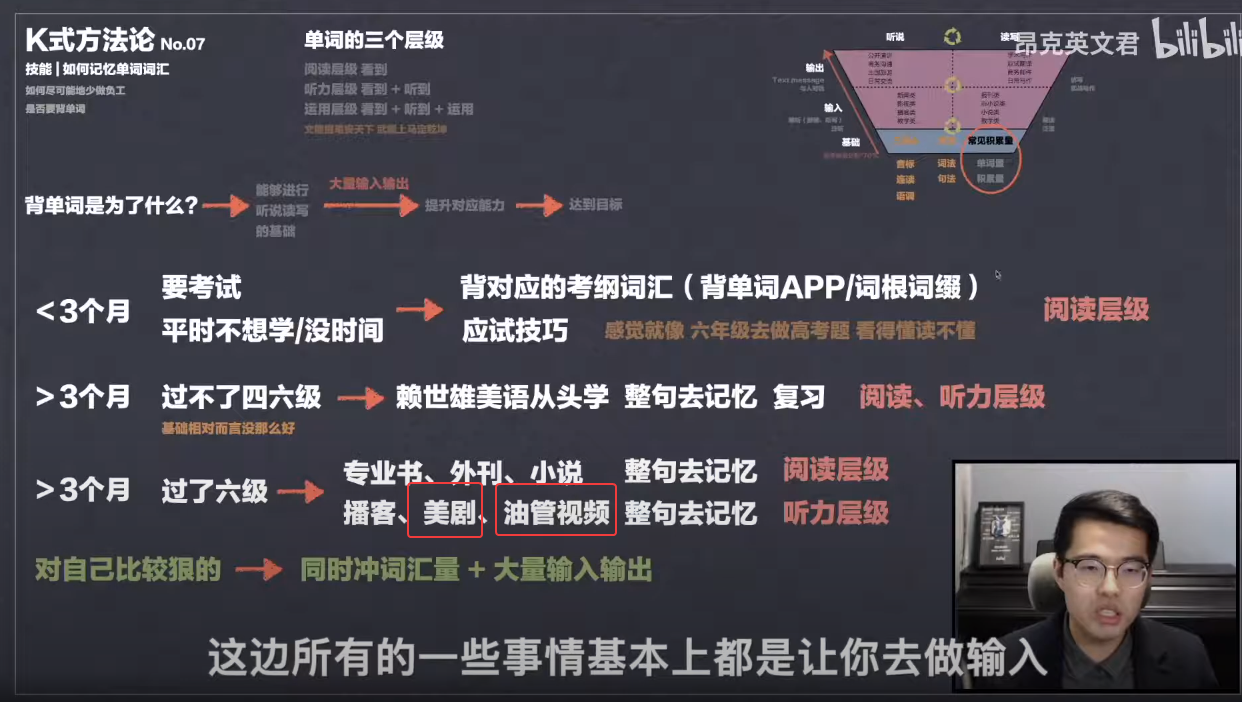 K式方法论 No.07
技能 | 如何记忆单词词汇
如何尽可能地少做负工
是否要背单词
单词的三个层级
阅读层级 看到
听力层级 看到 + 听到
运用层级 看到 + 听到 + 运用
文能提笔安天下 武能上马定乾坤
昂克英文君 bilibili
听说
读写
输出
Text message
输入
基础
常见积累量
音标
连读
语调
词法
句法
单词量
积累量
背单词是为了什么?
能够进行
听说读写
的基础
大量输入输出
提升对应能力
达到目标
<3个月
要考试
平时不想学/没时间
背对应的考纲词汇（背单词APP/词根词缀）
应试技巧
感觉就像 六年级去做高考题 看得懂读不懂
阅读层级
>3个月
过不了四六级
基础相对而言没那么好
赖世雄美语从头学 整句去记忆 复习
阅读、听力层级
>3个月
过了六级
专业书、外刊、小说 整句去记忆 阅读层级
播客、美剧、油管视频 整句去记忆 听力层级
对自己比较狠的
同时冲词汇量 + 大量输入输出
这边所有的一些事情基本上都是让你去做输入